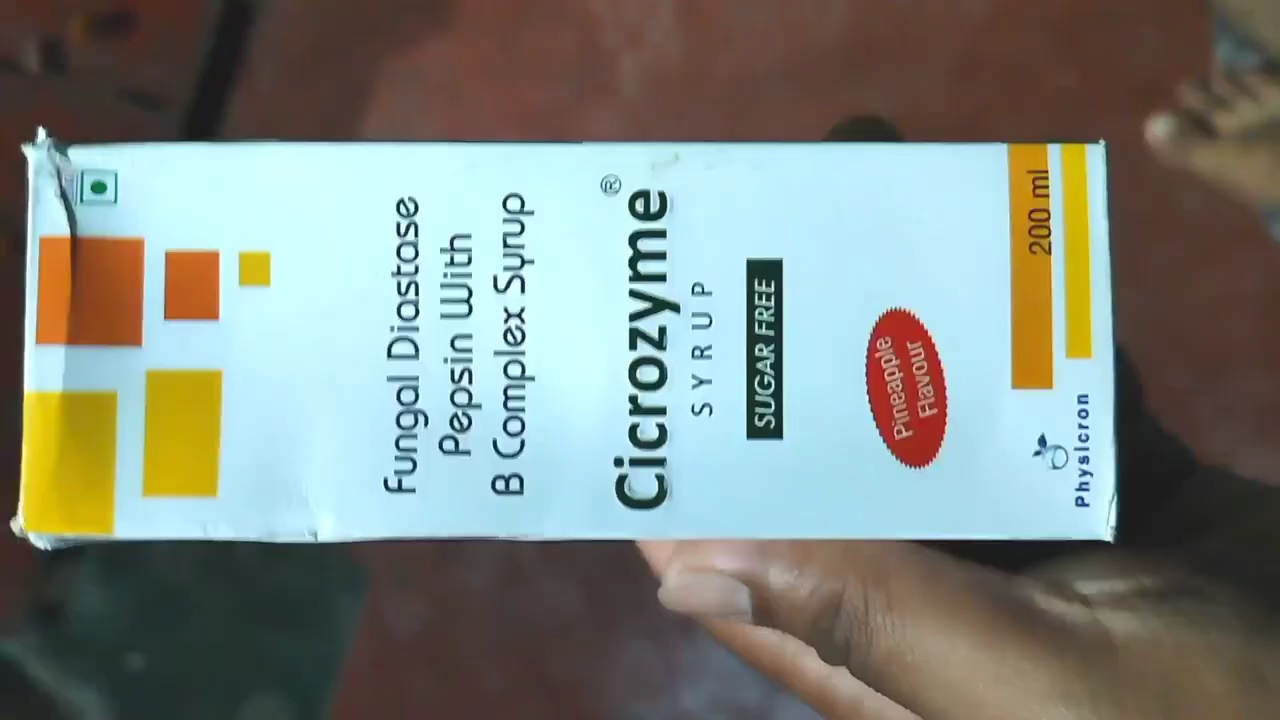 Fungal Diastase
Pepsin With
B Complex Syrup
Cicrozyme®
SYRUP
SUGAR FREE
Pineapple
Flavour
200 ml
Physicron